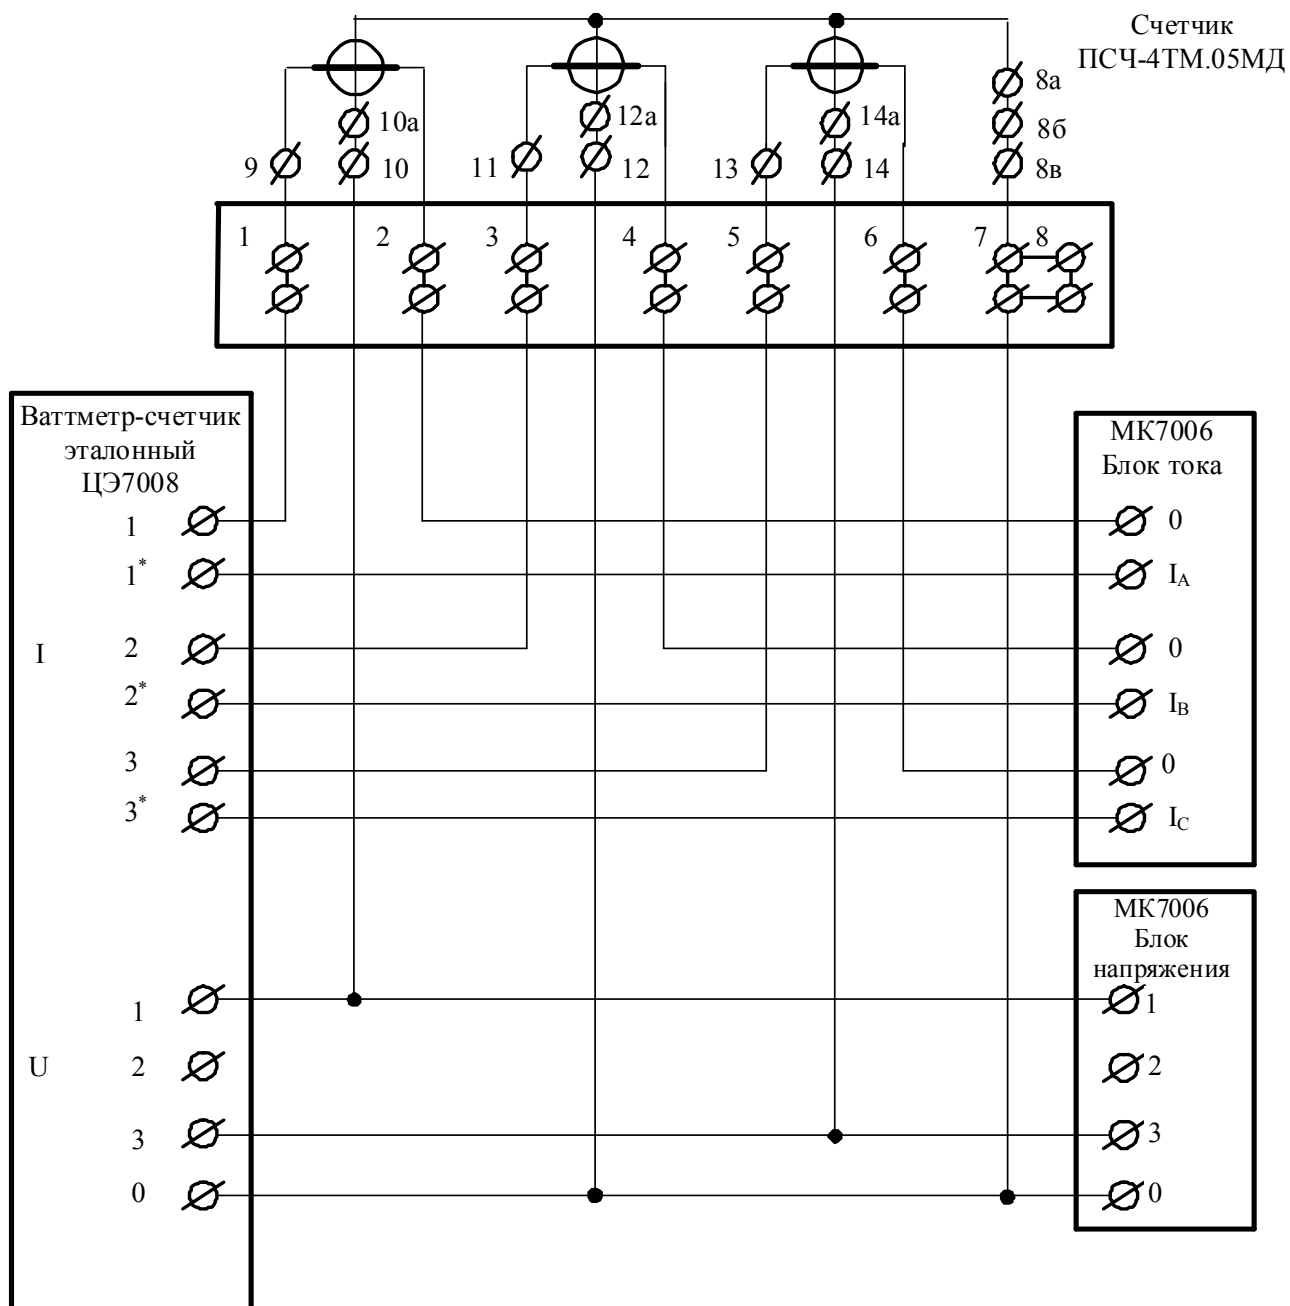 Счетчик
ПСЧ-4ТМ.05МД
8а
10а 12а 14а
8б
9 10 11 12 13 14 8в
1 2 3 4 5 6 7 8
Ваттметр-счетчик
эталонный
ЦЭ7008
МК7006
Блок тока
1 0
1* IA
I 2 0
2* IB
3 0
3* IC
МК7006
Блок
напряжения
1 1
U 2 2
3 3
0 0